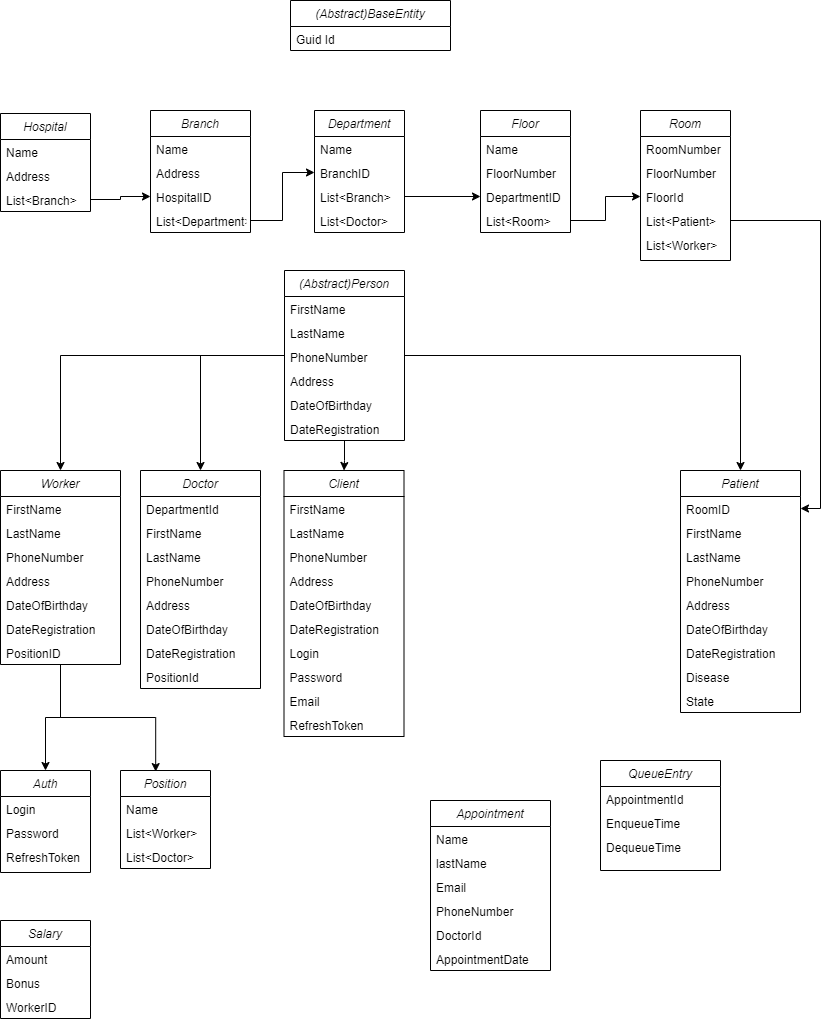 (Abstract)BaseEntity
Guid Id
Hospital
Name
Address
List<Branch>
Branch
Name
Address
HospitalID
List<Department:
Department
Name
BranchID
List<Branch>
List<Doctor>
Floor
Name
FloorNumber
DepartmentID
List<Room>
Room
RoomNumber
FloorNumber
FloorId
List<Patient>
List<Worker>
(Abstract)Person
FirstName
LastName
PhoneNumber
Address
DateOfBirthday
DateRegistration
Worker
FirstName
LastName
PhoneNumber
Address
DateOfBirthday
DateRegistration
PositionID
Doctor
DepartmentId
FirstName
LastName
PhoneNumber
Address
DateOfBirthday
DateRegistration
PositionId
Client
FirstName
LastName
PhoneNumber
Address
DateOfBirthday
DateRegistration
Login
Password
Email
RefreshToken
Patient
RoomID
FirstName
LastName
PhoneNumber
Address
DateOfBirthday
DateRegistration
Disease
State
Auth
Login
Password
RefreshToken
Position
Name
List<Worker>
List<Doctor>
Appointment
Name
lastName
Email
PhoneNumber
DoctorId
AppointmentDate
QueueEntry
AppointmentId
EnqueueTime
DequeueTime
Salary
Amount
Bonus
WorkerID